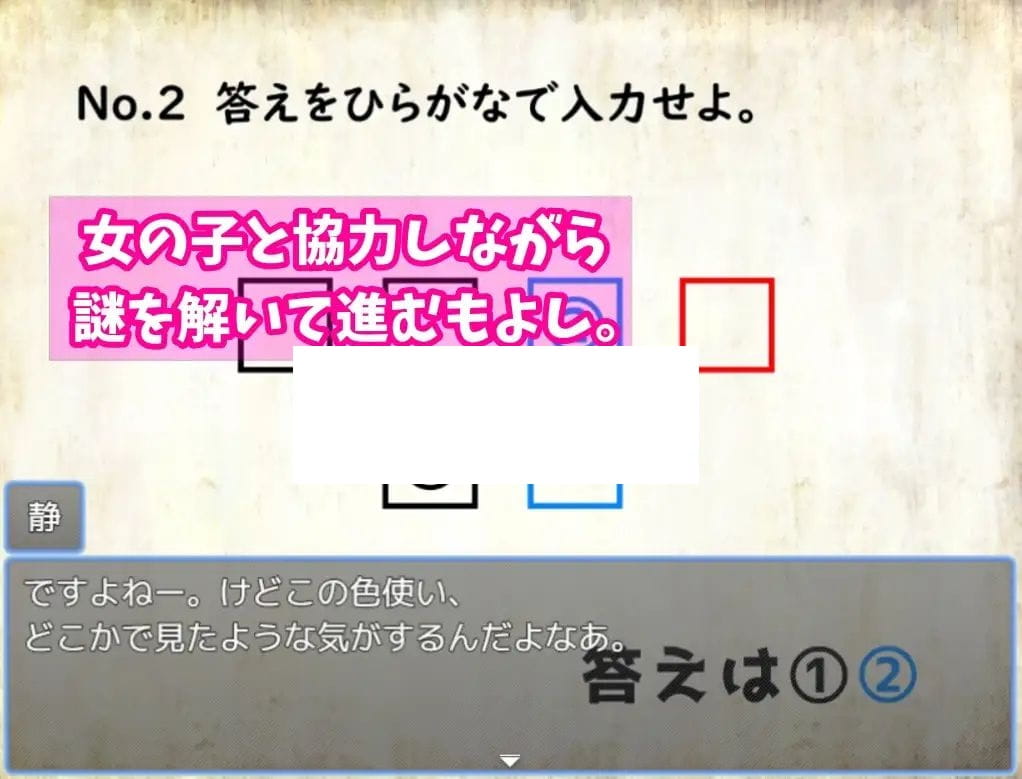 No.2 答えをひらがなで入力せよ。
女の子と協力しながら
謎を解いて進むもよし。
②
静
ですよねー。けどこの色使い、
どこかで見たような気がするんだよなあ。
答えは①②